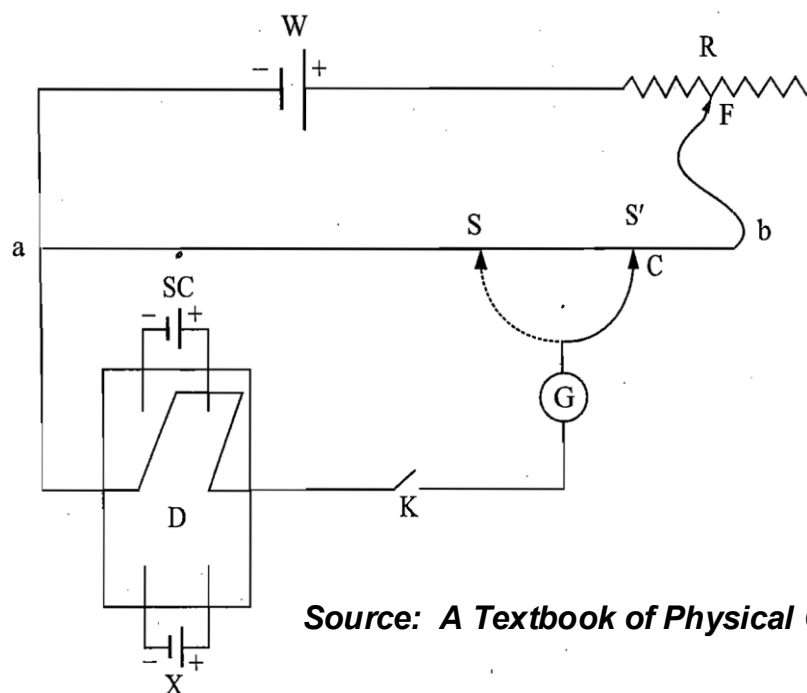 W
R
− +
F
S
S′
a
b
C
SC
− +
G
D
K
− +
X
Source: A Textbook of Physical